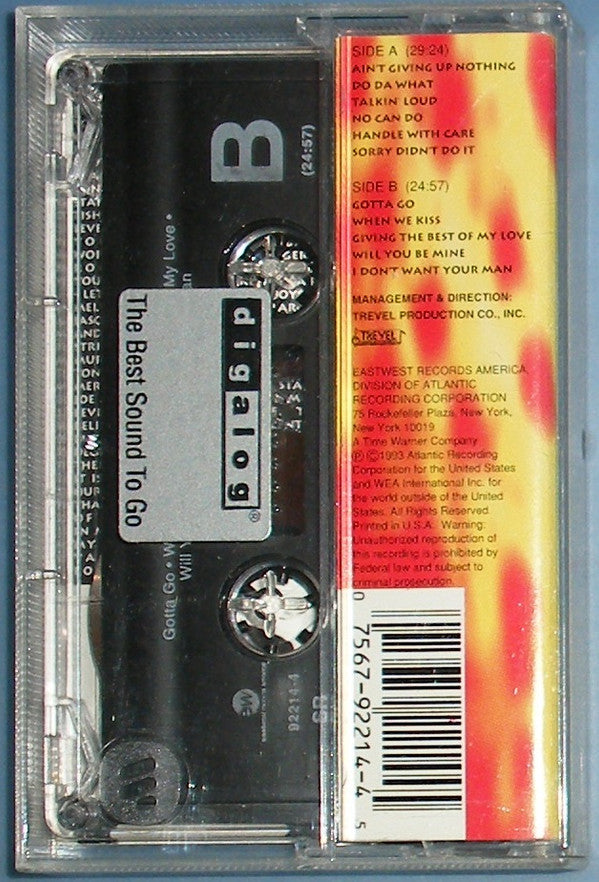 SIDE A (29:24)
AIN'T GIVING UP NOTHING
DO DA WHAT
TALKIN' LOUD
NO CAN DO
HANDLE WITH CARE
SORRY DIDN'T DO IT
SIDE B (24:57)
GOTTA GO
WHEN WE KISS
GIVING THE BEST OF MY LOVE
WILL YOU BE MINE
I DON'T WANT YOUR MAN
MANAGEMENT & DIRECTION:
TREVEL PRODUCTION CO., INC.
TREVEL
EASTWEST RECORDS AMERICA,
DIVISION OF ATLANTIC
RECORDING CORPORATION
75 Rockefeller Plaza, New York,
New York 10019
A Time Warner Company
℗©1993 Atlantic Recording
Corporation for the United States
and WEA International Inc. for
the world outside of the United
States. All Rights Reserved.
Printed in U.S.A. Warning:
Unauthorized reproduction of
this recording is prohibited by
Federal law and subject to
criminal prosecution.
0 7567-92214-4 5
B
(24:57)
My Love •
digalog®
The Best Sound To Go
Gotta Go •
Will
92214-4